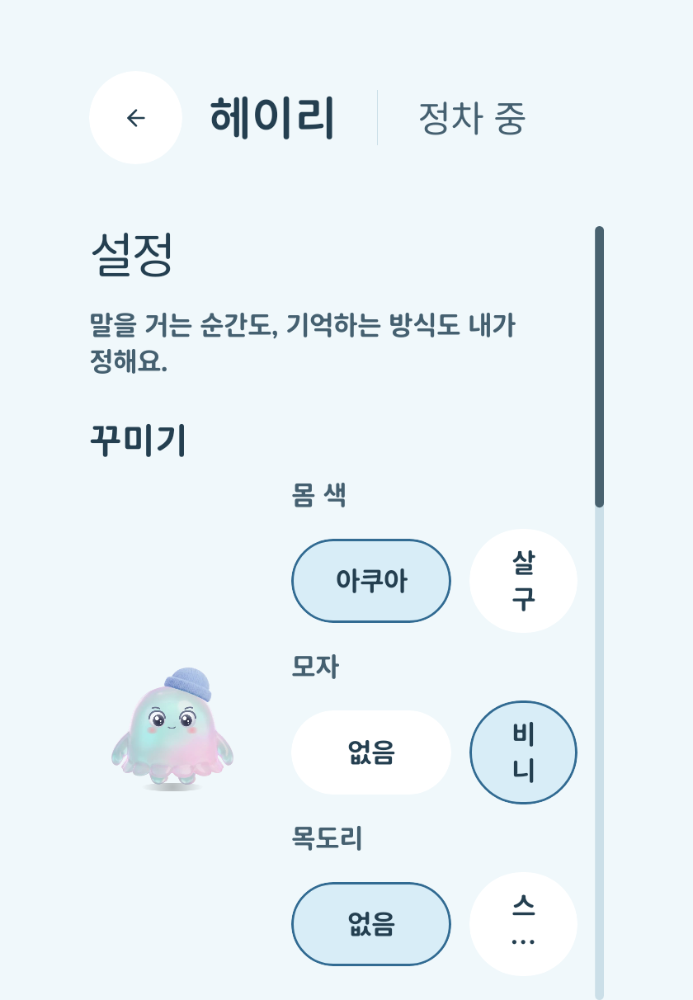 헤이리
정차 중
설정
말을 거는 순간도, 기억하는 방식도 내가
정해요.
꾸미기
몸 색
아쿠아
살
구
모자
없음
비
니
목도리
없음
스
...